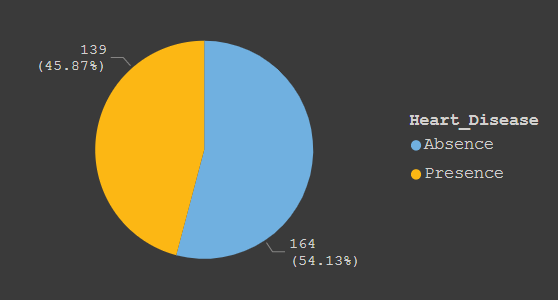 139
(45.87%)
Heart_Disease
Absence
Presence
164
(54.13%)